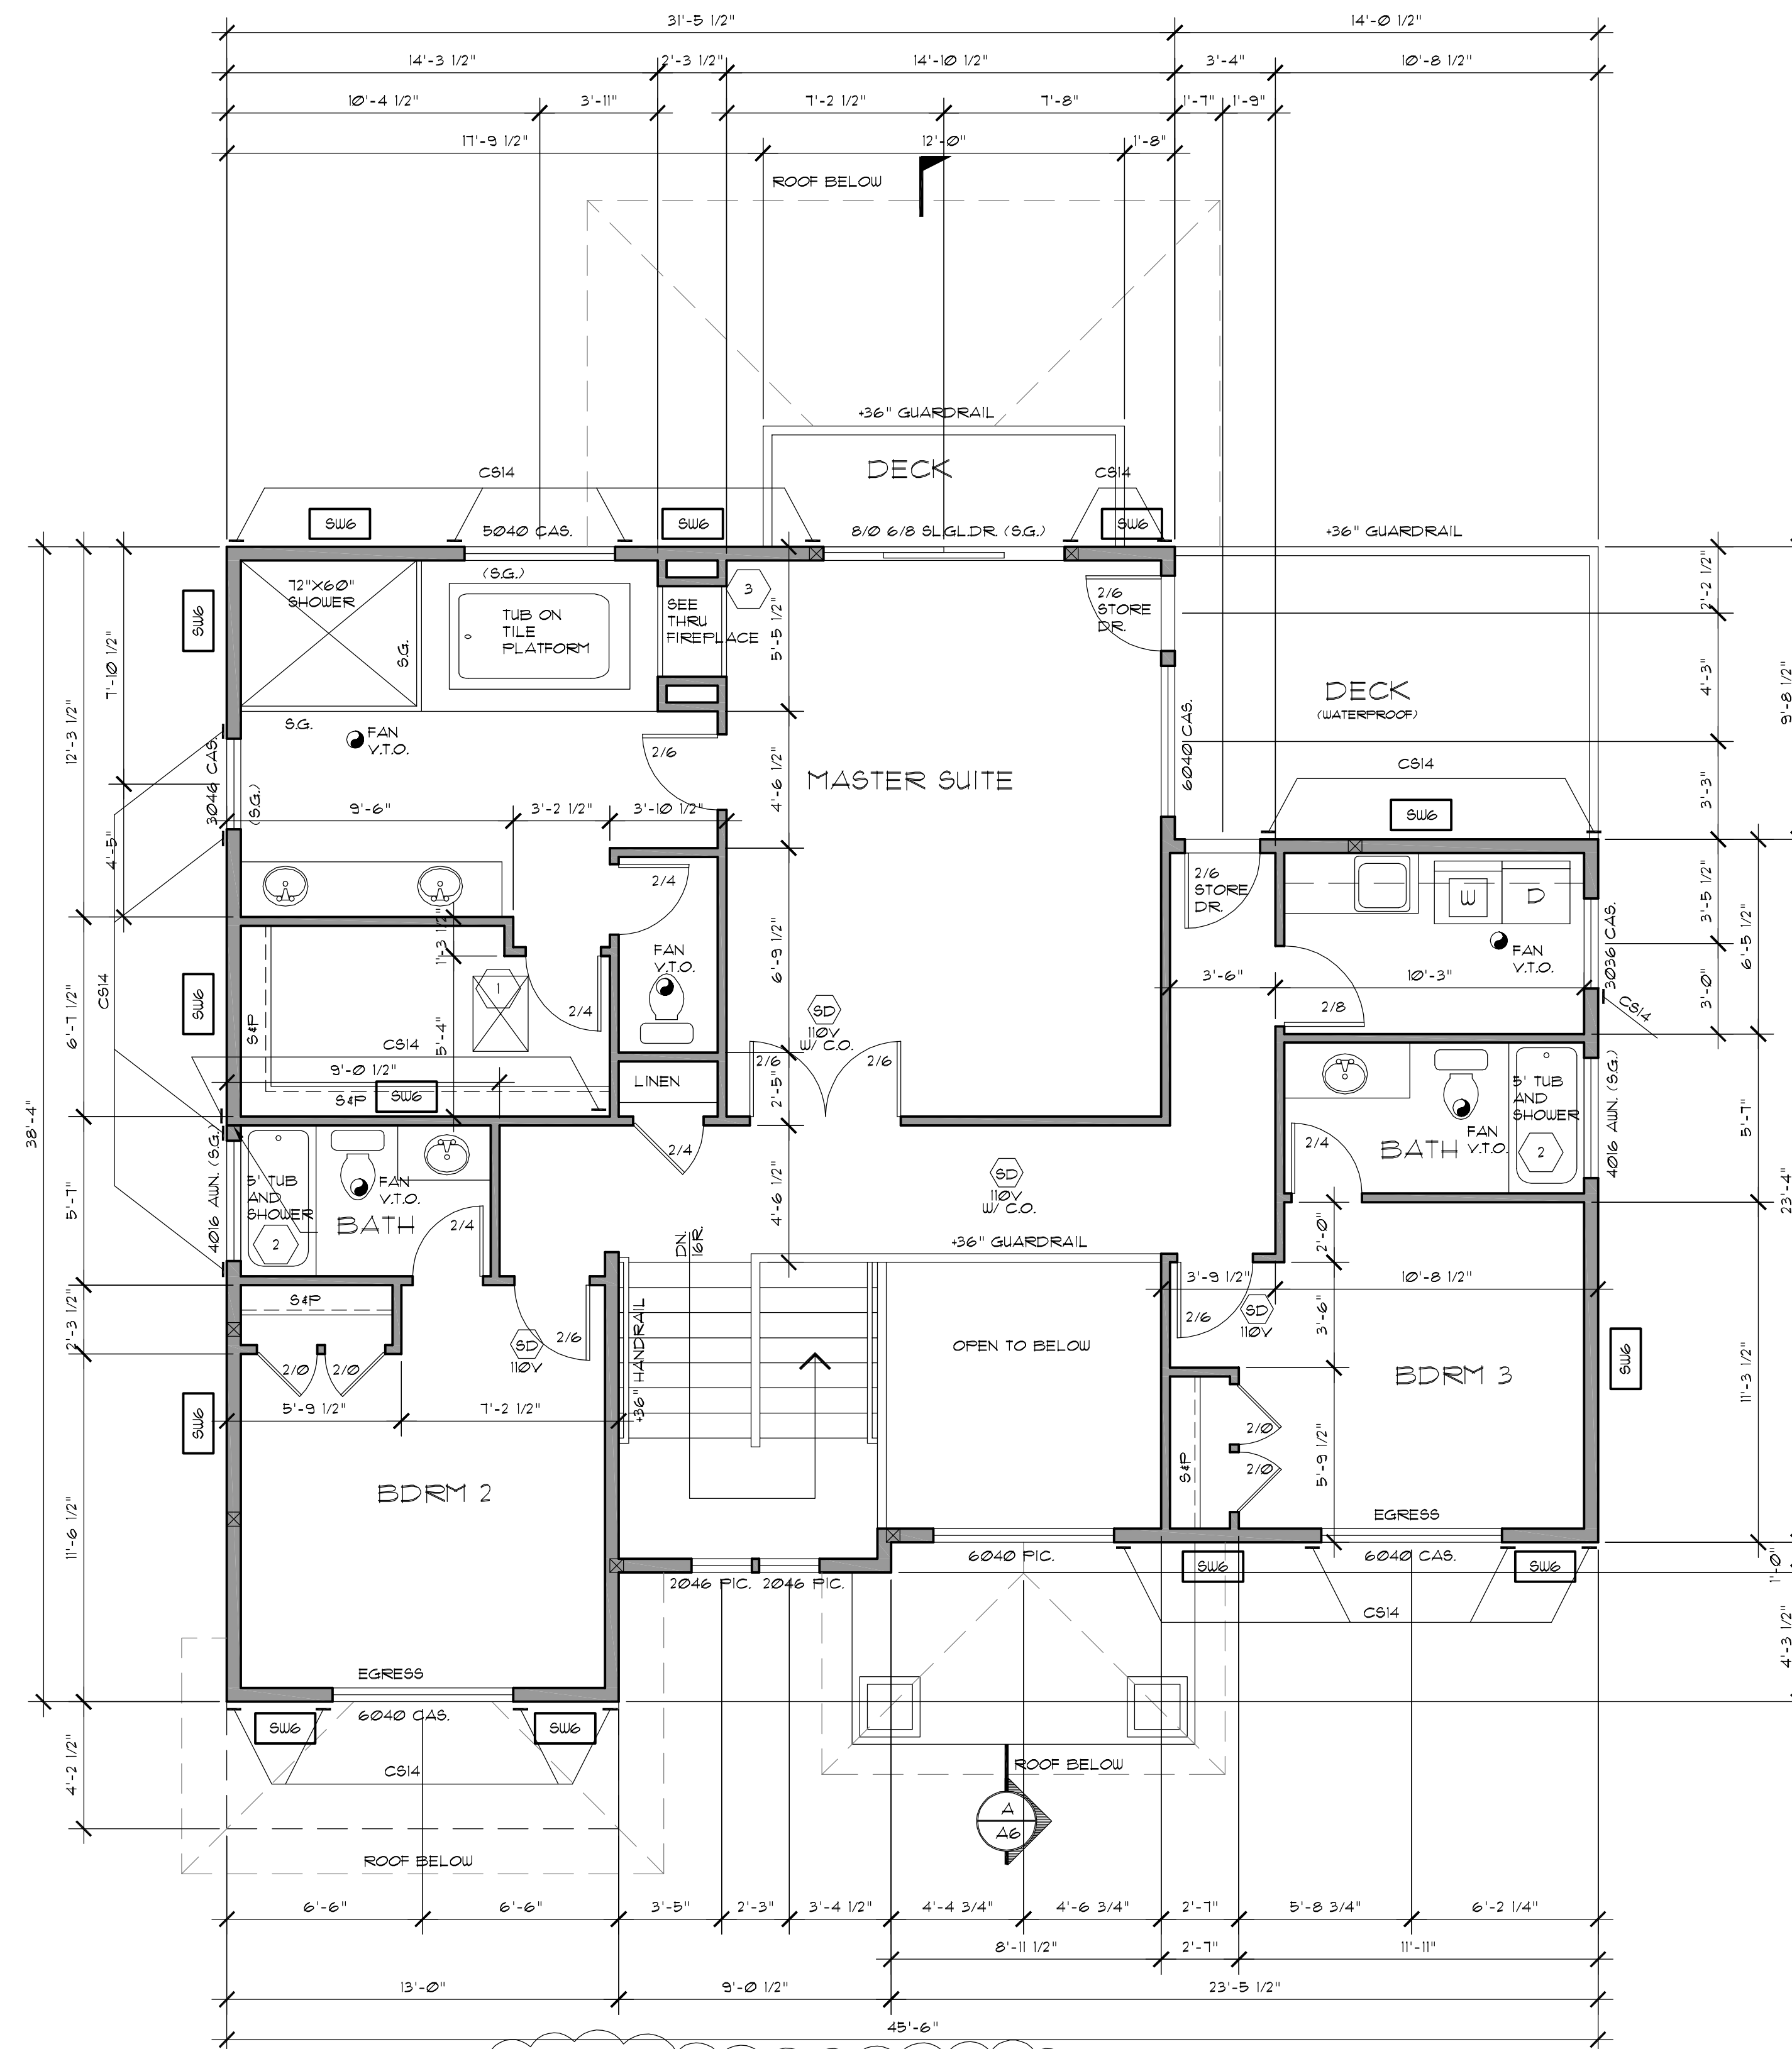 31'-5 1/2"
14'-0 1/2"
14'-3 1/2"
2'-3 1/2"
14'-10 1/2"
3'-4"
10'-8 1/2"
10'-4 1/2"
3'-11"
7'-2 1/2"
7'-8"
1'-7"
1'-9"
17'-9 1/2"
12'-0"
1'-8"
ROOF BELOW
+36" GUARDRAIL
DECK
CS14
CS14
SW6
SW6
SW6
5040 CAS.
8/0 6/8 SL.GL.DR. (S.G.)
+36" GUARDRAIL
(S.G.)
72"X60"
SHOWER
S.G.
TUB ON
TILE
PLATFORM
SEE
THRU
FIREPLACE
3
5'-5 1/2"
2/6
STORE
DR.
2'-2 1/2"
SW6
7'-10 1/2"
4'-3"
9'-8 1/2"
DECK
(WATERPROOF)
S.G.
FAN
V.T.O.
2/6
12'-3 1/2"
3046 CAS.
(S.G.)
4'-6 1/2"
MASTER SUITE
6040 CAS.
CS14
3'-3"
SW6
9'-6"
3'-2 1/2"
3'-10 1/2"
4'-5"
2/4
2/6
STORE
DR.
W
D
3'-5 1/2"
1'-3 1/2"
FAN
V.T.O.
6'-9 1/2"
FAN
V.T.O.
3036 CAS.
6'-5 1/2"
CS14
SW6
1
3'-6"
10'-3"
3'-0"
6'-7 1/2"
S&P
2/4
SD
110V
W/ C.O.
2/8
CS14
38'-4"
CS14
5'-4"
9'-0 1/2"
S&P
SW6
LINEN
2/6
2/6
2'-5"
5' TUB
AND
SHOWER
2
4016 AWN. (S.G.)
5'-7"
2/4
BATH
FAN
V.T.O.
2/4
5'-7"
4016 AWN. (S.G.)
5' TUB
AND
SHOWER
2
FAN
V.T.O.
BATH
2/4
SD
110V
W/ C.O.
4'-6 1/2"
DN.
16R.
+36" GUARDRAIL
2'-0"
23'-4"
3'-9 1/2"
10'-8 1/2"
S&P
2'-3 1/2"
2/0
2/0
SD
110V
2/6
+36" HANDRAIL
OPEN TO BELOW
2/6
SD
110V
3'-6"
BDRM 3
SW6
11'-3 1/2"
SW6
5'-9 1/2"
7'-2 1/2"
2/0
2/0
S&P
5'-9 1/2"
BDRM 2
11'-6 1/2"
EGRESS
6040 PIC.
6040 CAS.
SW6
SW6
2046 PIC.
2046 PIC.
1'-0"
CS14
4'-3 1/2"
EGRESS
6040 CAS.
SW6
SW6
4'-2 1/2"
CS14
ROOF BELOW
A
A6
ROOF BELOW
6'-6"
6'-6"
3'-5"
2'-3"
3'-4 1/2"
4'-4 3/4"
4'-6 3/4"
2'-7"
5'-8 3/4"
6'-2 1/4"
8'-11 1/2"
2'-7"
11'-11"
13'-0"
9'-0 1/2"
23'-5 1/2"
45'-6"